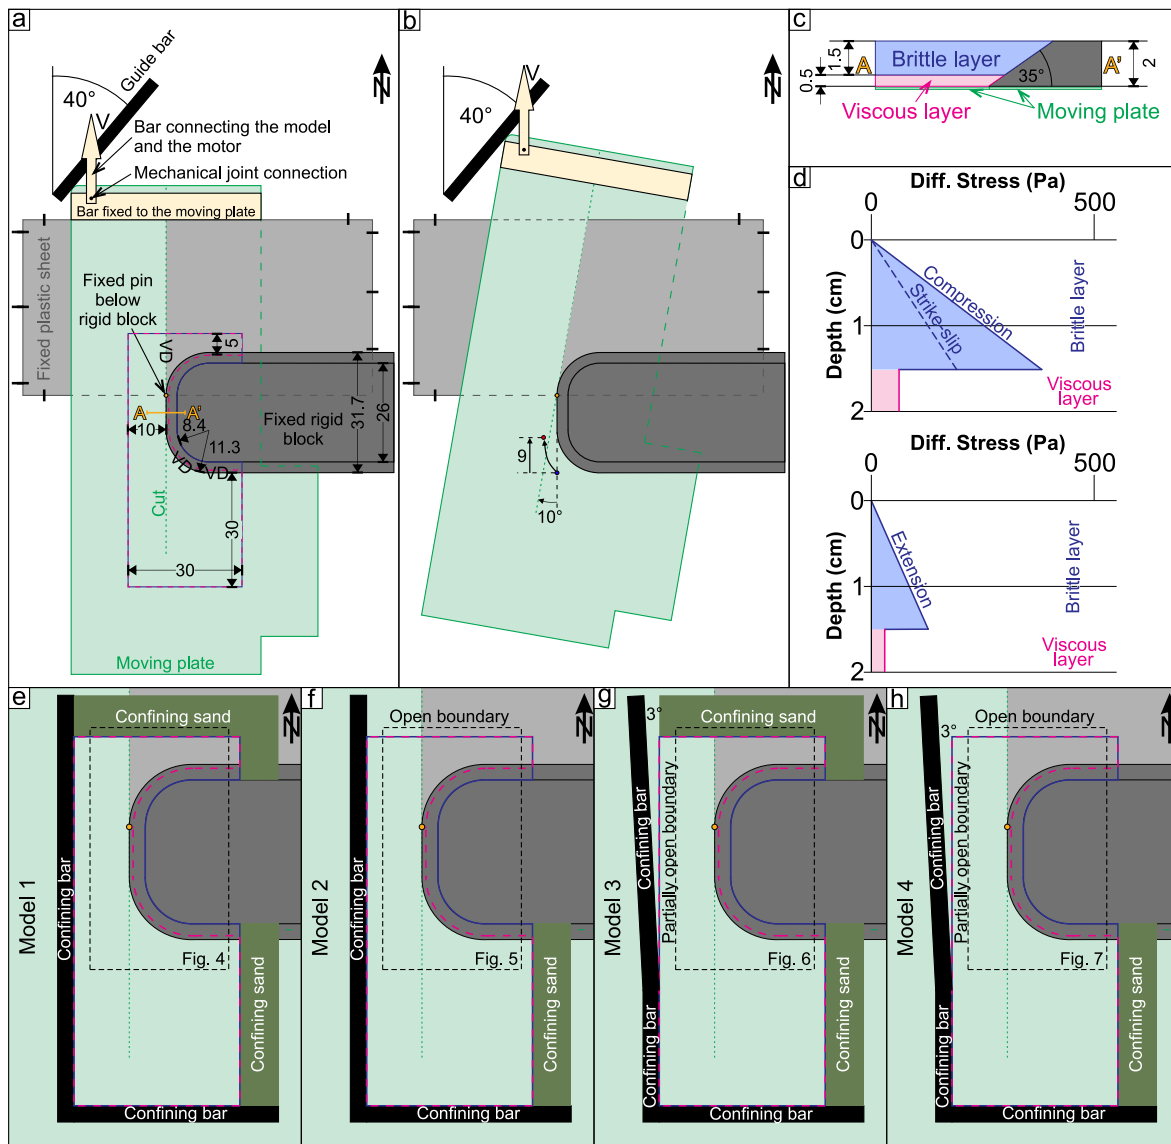 a
N
40°
Guide bar
V
Bar connecting the model
and the motor
Mechanical joint connection
Bar fixed to the moving plate
Fixed plastic sheet
Fixed pin
below
rigid block
VD
5
A
A'
10
8.4
11.3
Fixed rigid
block
31.7
26
VD
VD
Cut
30
30
Moving plate
b
N
40°
V
9
10°
c
1.5
0.5
A
Brittle layer
35°
A'
2
Viscous layer
Moving plate
d
Diff. Stress (Pa)
0
500
0
1
2
Depth (cm)
Compression
Strike-slip
Brittle layer
Viscous
layer
Diff. Stress (Pa)
0
500
0
1
2
Depth (cm)
Extension
Brittle layer
Viscous
layer
e
N
Confining sand
Model 1
Confining bar
Fig. 4
Confining sand
Confining bar
f
N
Open boundary
Model 2
Confining bar
Fig. 5
Confining sand
Confining bar
g
N
3°
Confining sand
Model 3
Confining bar
Partially open boundary
Fig. 6
Confining bar
Confining sand
Confining bar
h
N
3°
Open boundary
Model 4
Confining bar
Partially open boundary
Fig. 7
Confining bar
Confining sand
Confining bar